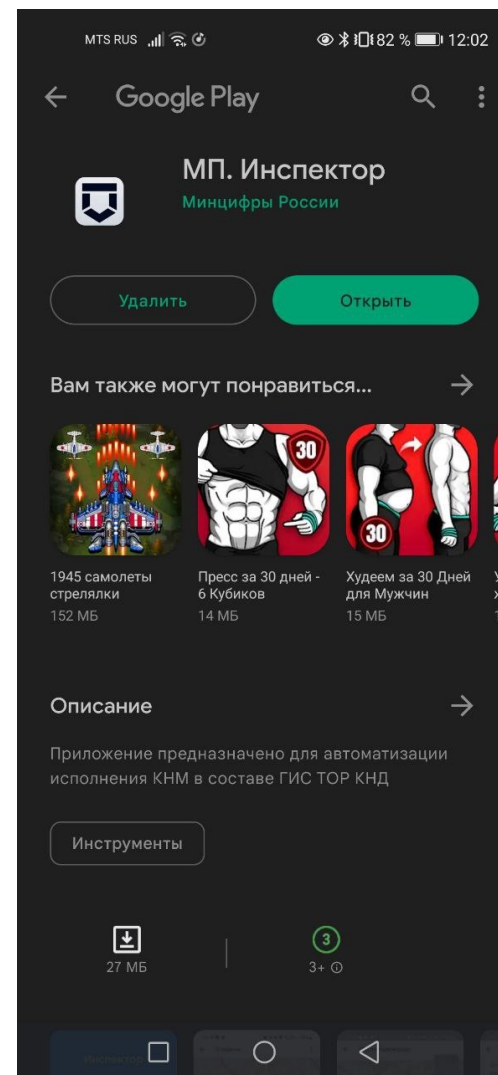 MTS RUS 82 % 12:02
Google Play
МП. Инспектор
Минцифры России
Удалить
Открыть
Вам также могут понравиться...
30
30
1945 самолеты
стрелялки
152 МБ
Пресс за 30 дней -
6 Кубиков
14 МБ
Худеем за 30 Дней
для Мужчин
15 МБ
Описание
Приложение предназначено для автоматизации
исполнения КНМ в составе ГИС ТОР КНД
Инструменты
27 МБ
3
3+